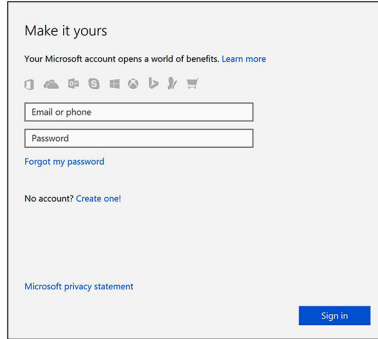 Make it yours
Your Microsoft account opens a world of benefits. Learn more
Email or phone
Password
Forgot my password
No account? Create one!
Microsoft privacy statement
Sign in